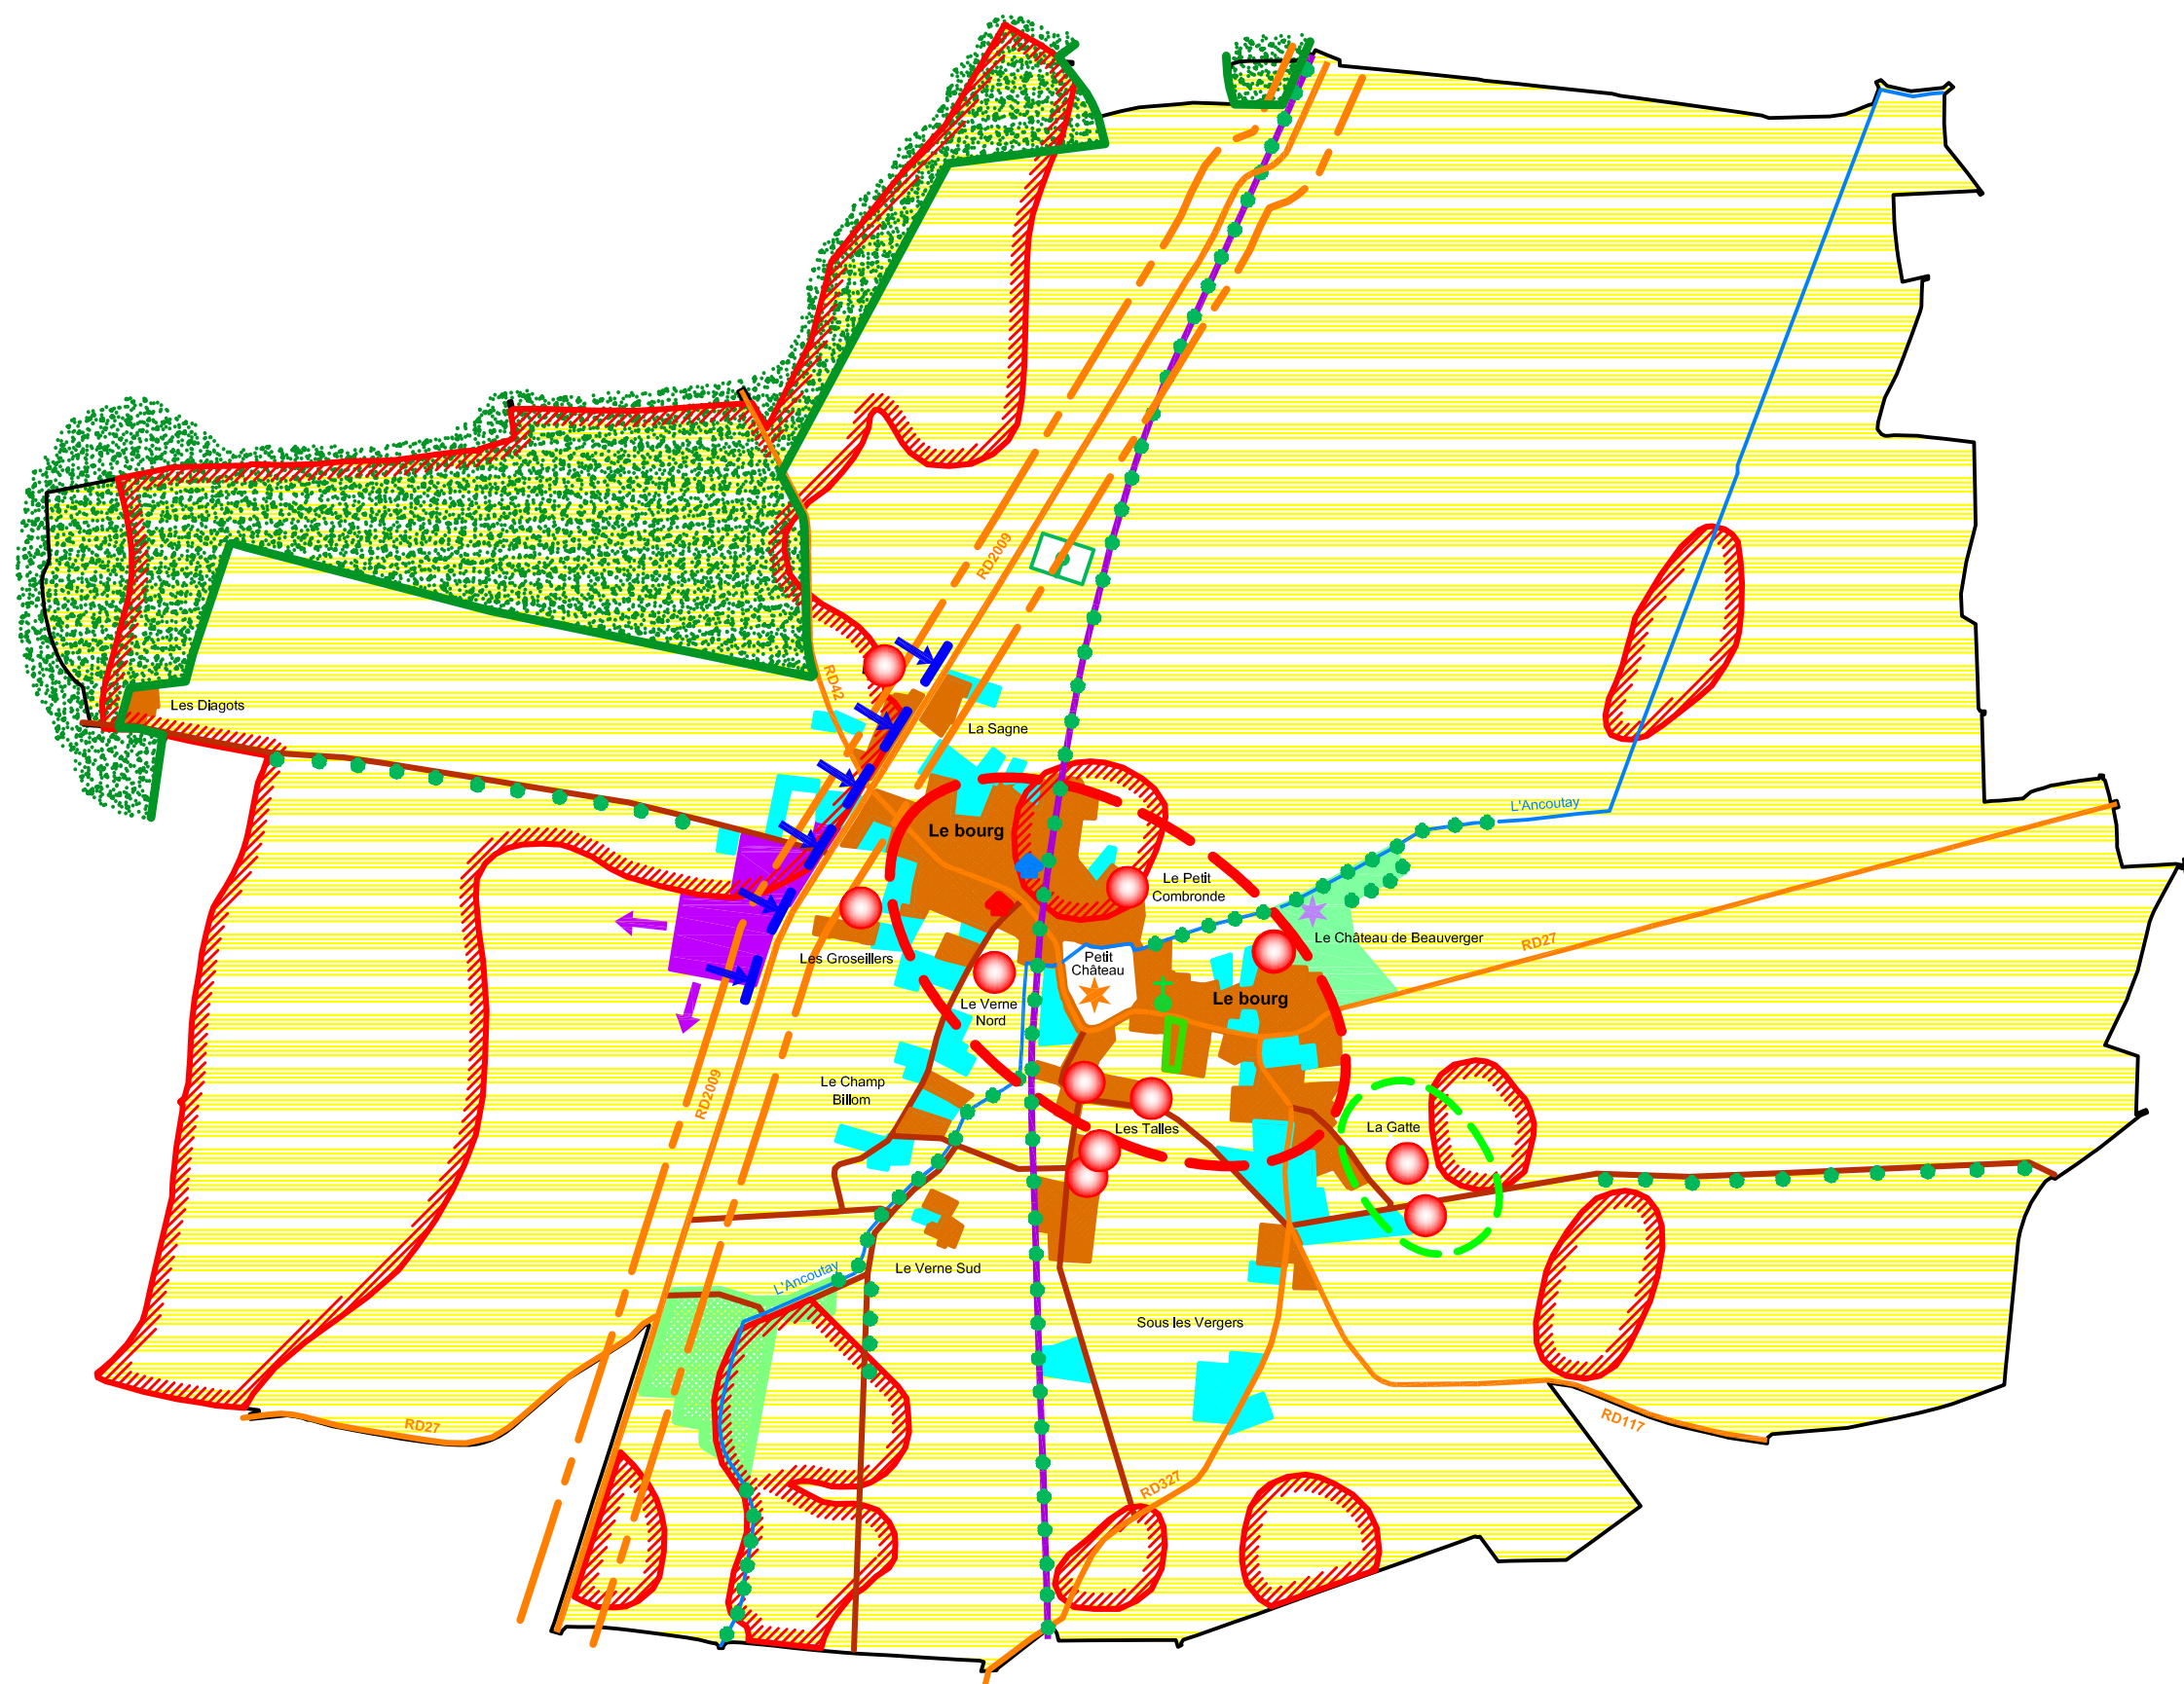 RD2009
RD42
Les Diagots
La Sagne
L'Ancoutay
Le bourg
Le Petit
Combronde
Le Château de Beauverger
RD27
Les Groseillers
Petit
Château
Le bourg
Le Verne
Nord
RD2009
Le Champ
Billom
Les Talles
La Gatte
Le Verne Sud
L'Ancoutay
Sous les Vergers
RD27
RD117
RD327